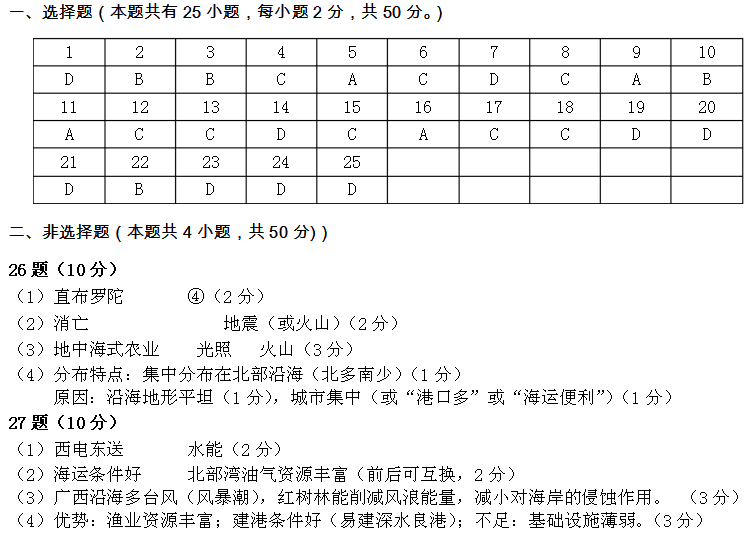 一、选择题（本题共有 25 小题，每小题 2 分，共 50 分。)
1 2 3 4 5 6 7 8 9 10
D B B C A C D C A B
11 12 13 14 15 16 17 18 19 20
A C C D C A C C D D
21 22 23 24 25
D B D D D
二、非选择题（本题共 4 小题，共 50 分)）
26 题（10 分）
（1）直布罗陀 ④（2 分）
（2）消亡 地震（或火山）（2 分）
（3）地中海式农业 光照 火山（3 分）
（4）分布特点：集中分布在北部沿海（北多南少）（1 分）
原因：沿海地形平坦（1 分），城市集中（或“港口多”或“海运便利”）（1 分）
27 题（10 分）
（1）西电东送 水能（2 分）
（2）海运条件好 北部湾油气资源丰富（前后可互换，2 分）
（3）广西沿海多台风（风暴潮），红树林能削减风浪能量，减小对海岸的侵蚀作用。 （3 分）
（4）优势：渔业资源丰富；建港条件好（易建深水良港）；不足：基础设施薄弱。（3 分）